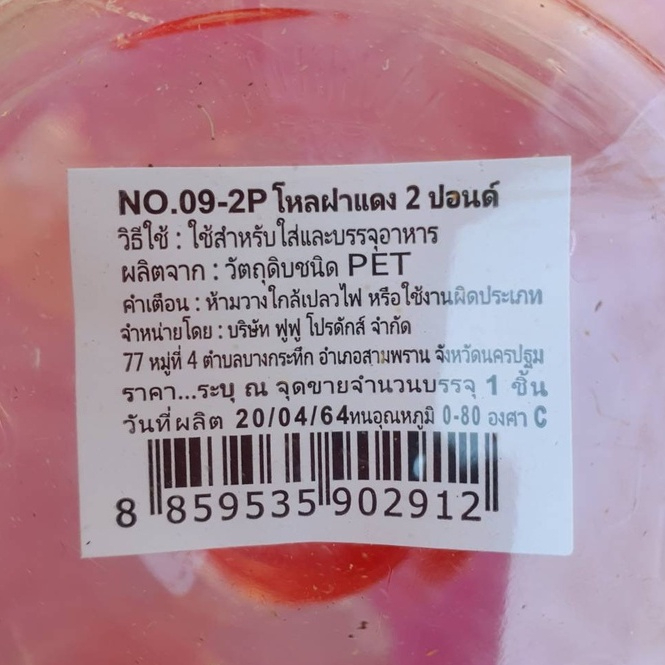 NO.09-2P โหลฝาแดง 2 ปอนด์
วิธีใช้ : ใช้สำหรับใส่และบรรจุอาหาร
ผลิตจาก : วัตถุดิบชนิด PET
คำเตือน : ห้ามวางใกล้เปลวไฟ หรือใช้งานผิดประเภท
จำหน่ายโดย : บริษัท ฟูฟู โปรดักส์ จำกัด
77 หมู่ที่ 4 ตำบลบางกระทึก อำเภอสามพราน จังหวัดนครปฐม
ราคา...ระบุ ณ จุดขายจำนวนบรรจุ 1 ชิ้น
วันที่ผลิต 20/04/64ทนอุณหภูมิ 0-80 องศา C
8 859535 902912